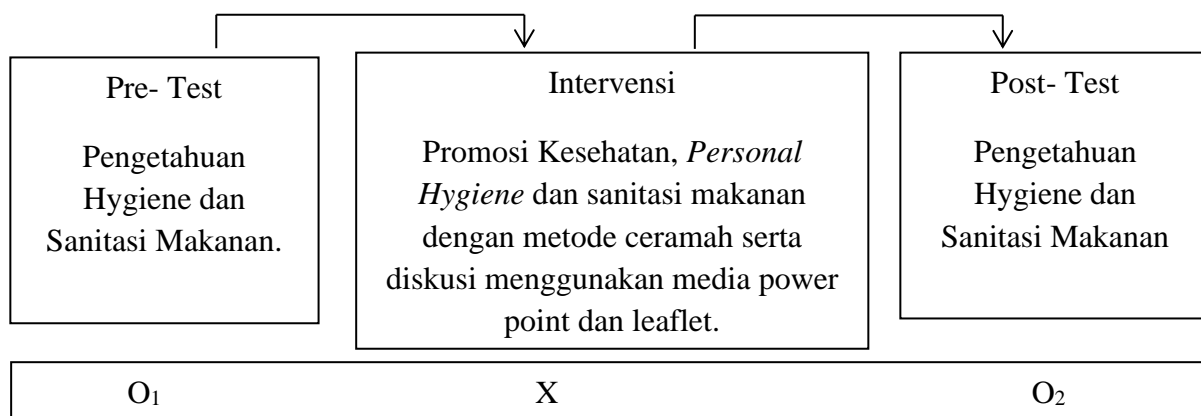 Pre- Test
Pengetahuan
Hygiene dan
Sanitasi Makanan.
Intervensi
Promosi Kesehatan, Personal
Hygiene dan sanitasi makanan
dengan metode ceramah serta
diskusi menggunakan media power
point dan leaflet.
Post- Test
Pengetahuan
Hygiene dan
Sanitasi Makanan
O1 X O2